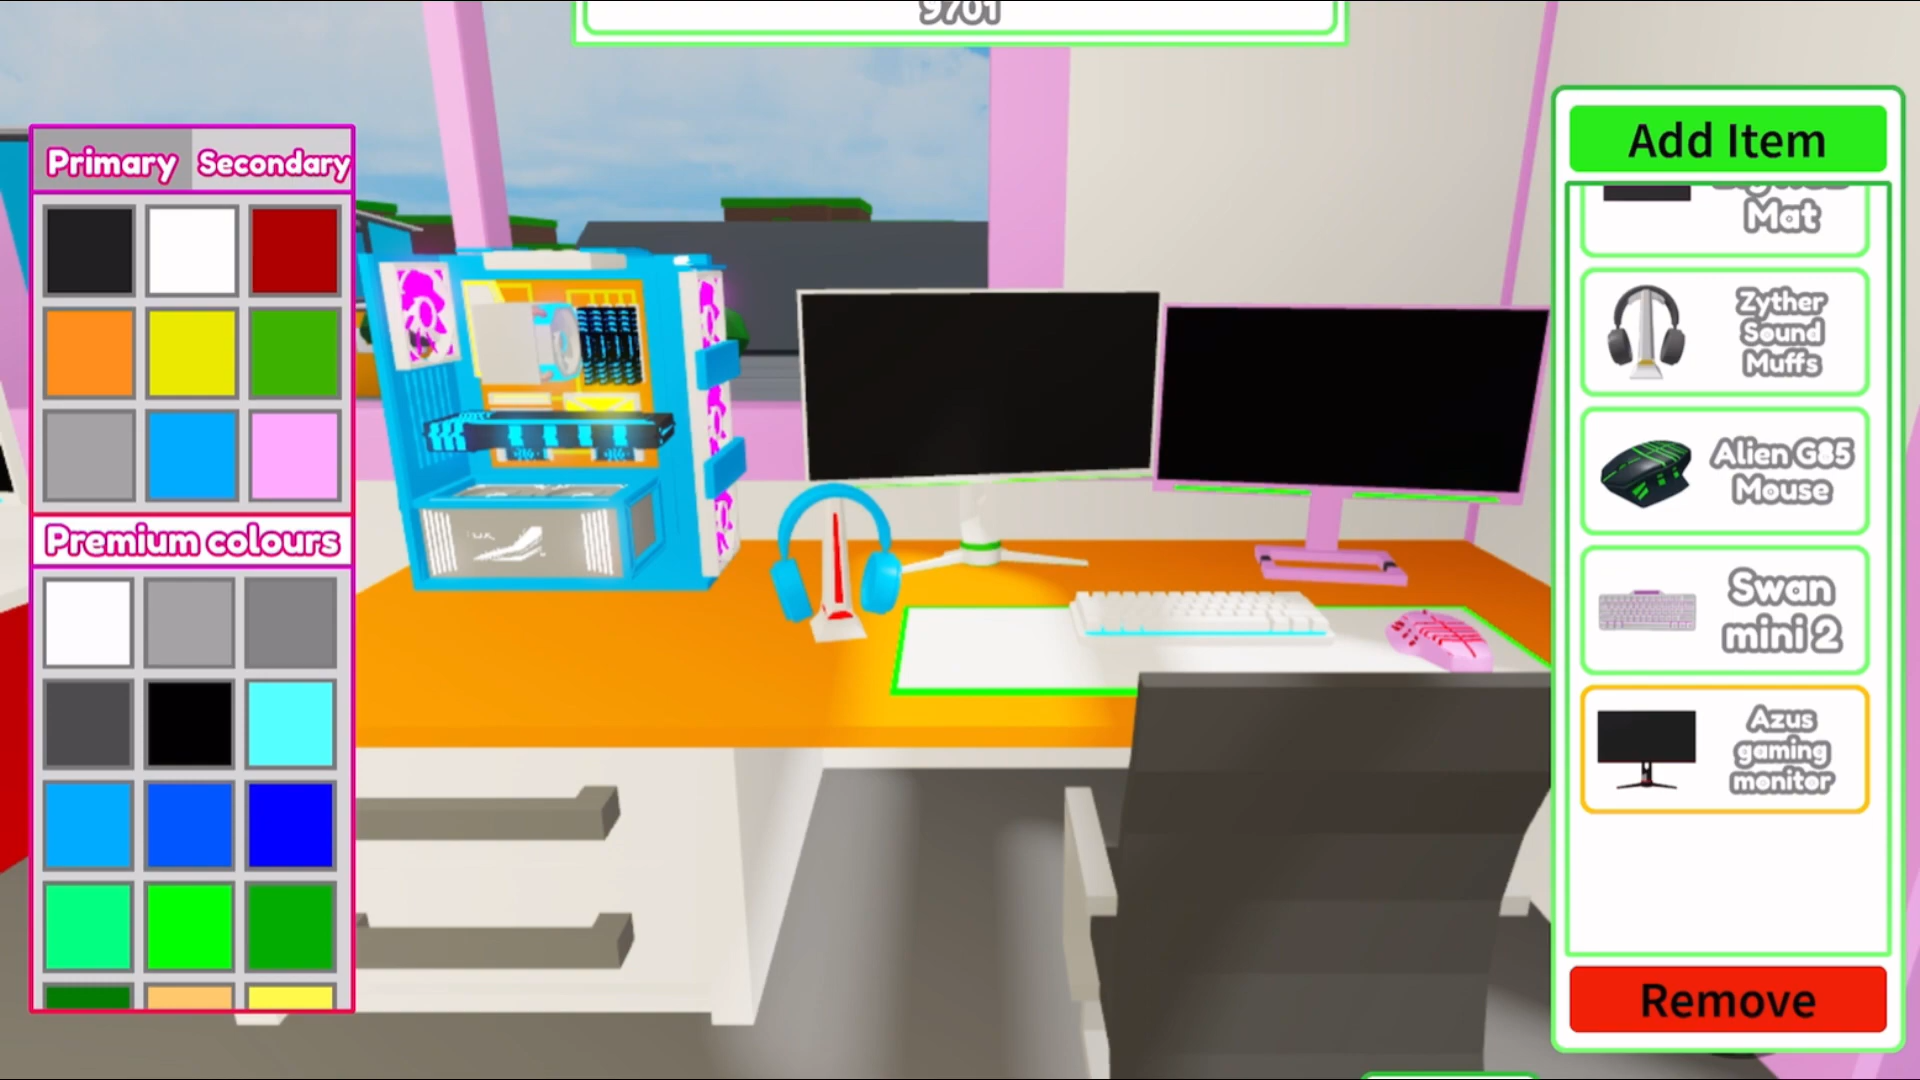 9701
Primary
Secondary
Premium colours
Add Item
Mat
Zyther
Sound
Muffs
Alien G85
Mouse
Swan
mini 2
Azus
gaming
monitor
Remove